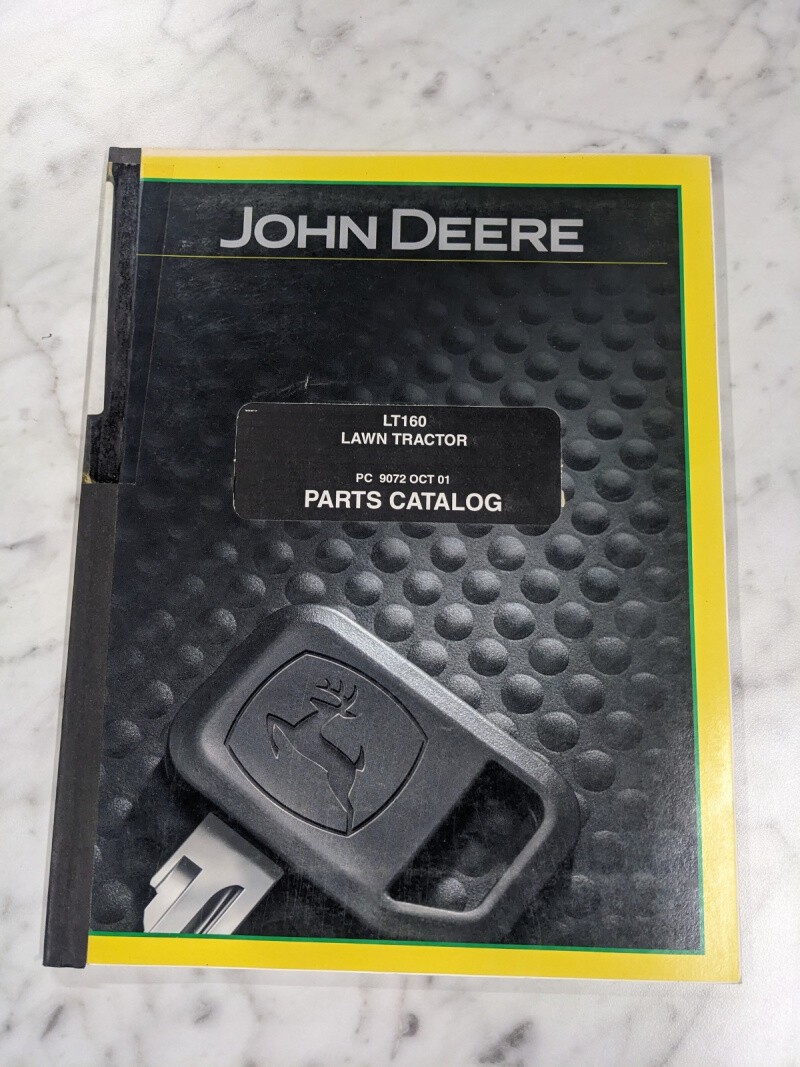 JOHN DEERE
LT160
LAWN TRACTOR
PC 9072 OCT 01
PARTS CATALOG